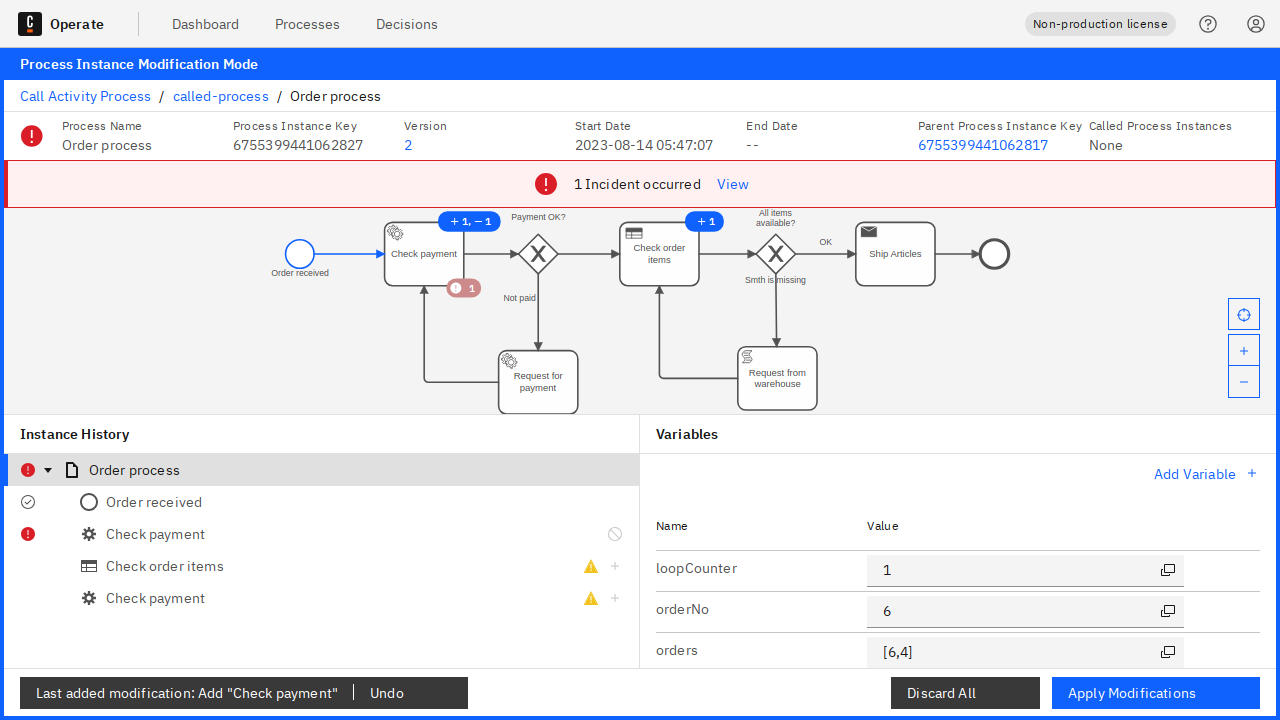 C Operate Dashboard Processes Decisions Non-production license
Process Instance Modification Mode
Call Activity Process / called-process / Order process
Process Name Process Instance Key Version Start Date End Date Parent Process Instance Key Called Process Instances
Order process 6755399441062827 2 2023-08-14 05:47:07 -- 6755399441062817 None
1 Incident occurred View
+ 1, − 1
Payment OK?
+ 1
All items
available?
Check payment
Check order
items
OK
Ship Articles
Order received
1
Not paid
Smth is missing
Request for
payment
Request from
warehouse
+
−
Instance History
Order process
Order received
Check payment
Check order items
Check payment
Variables
Add Variable +
Name Value
loopCounter 1
orderNo 6
orders [6,4]
Last added modification: Add "Check payment" Undo
Discard All Apply Modifications